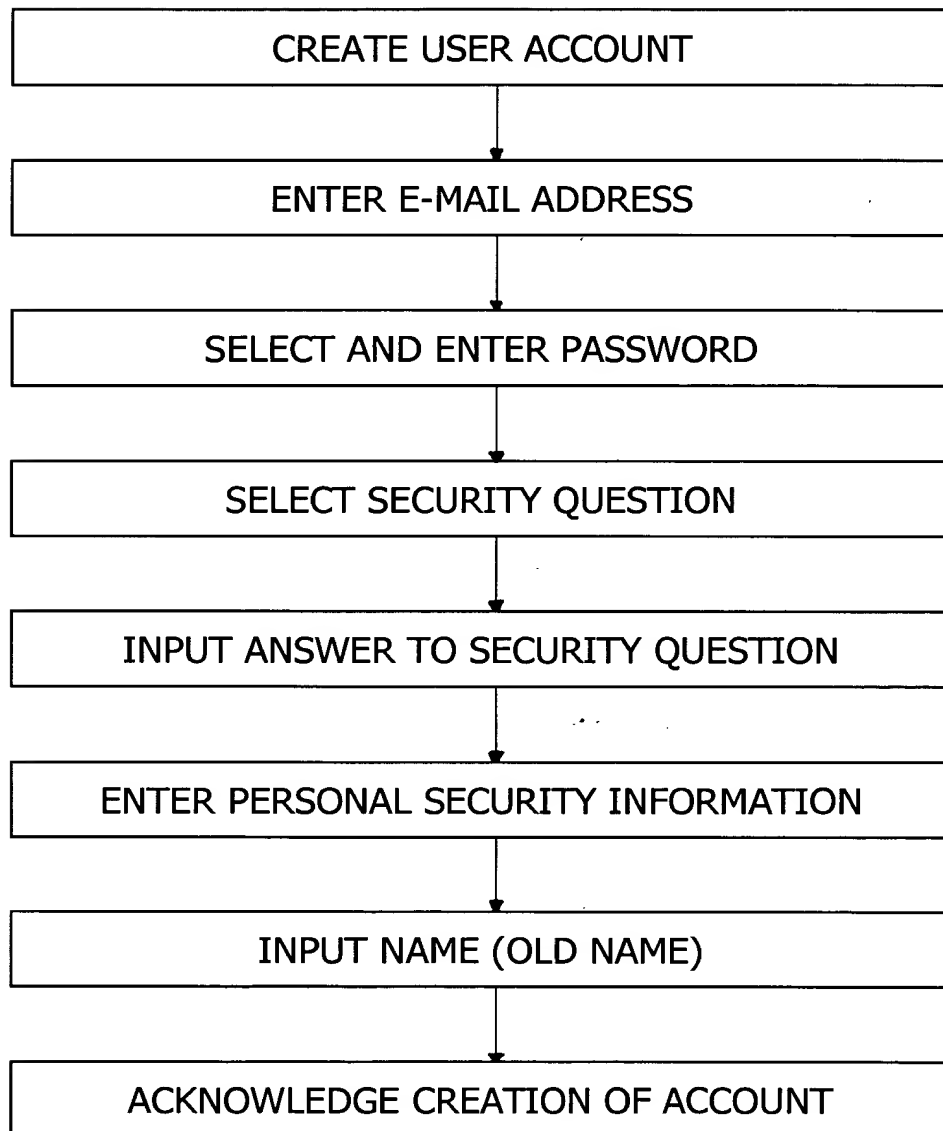 CREATE USER ACCOUNT
ENTER E-MAIL ADDRESS
SELECT AND ENTER PASSWORD
SELECT SECURITY QUESTION
INPUT ANSWER TO SECURITY QUESTION
ENTER PERSONAL SECURITY INFORMATION
INPUT NAME (OLD NAME)
ACKNOWLEDGE CREATION OF ACCOUNT